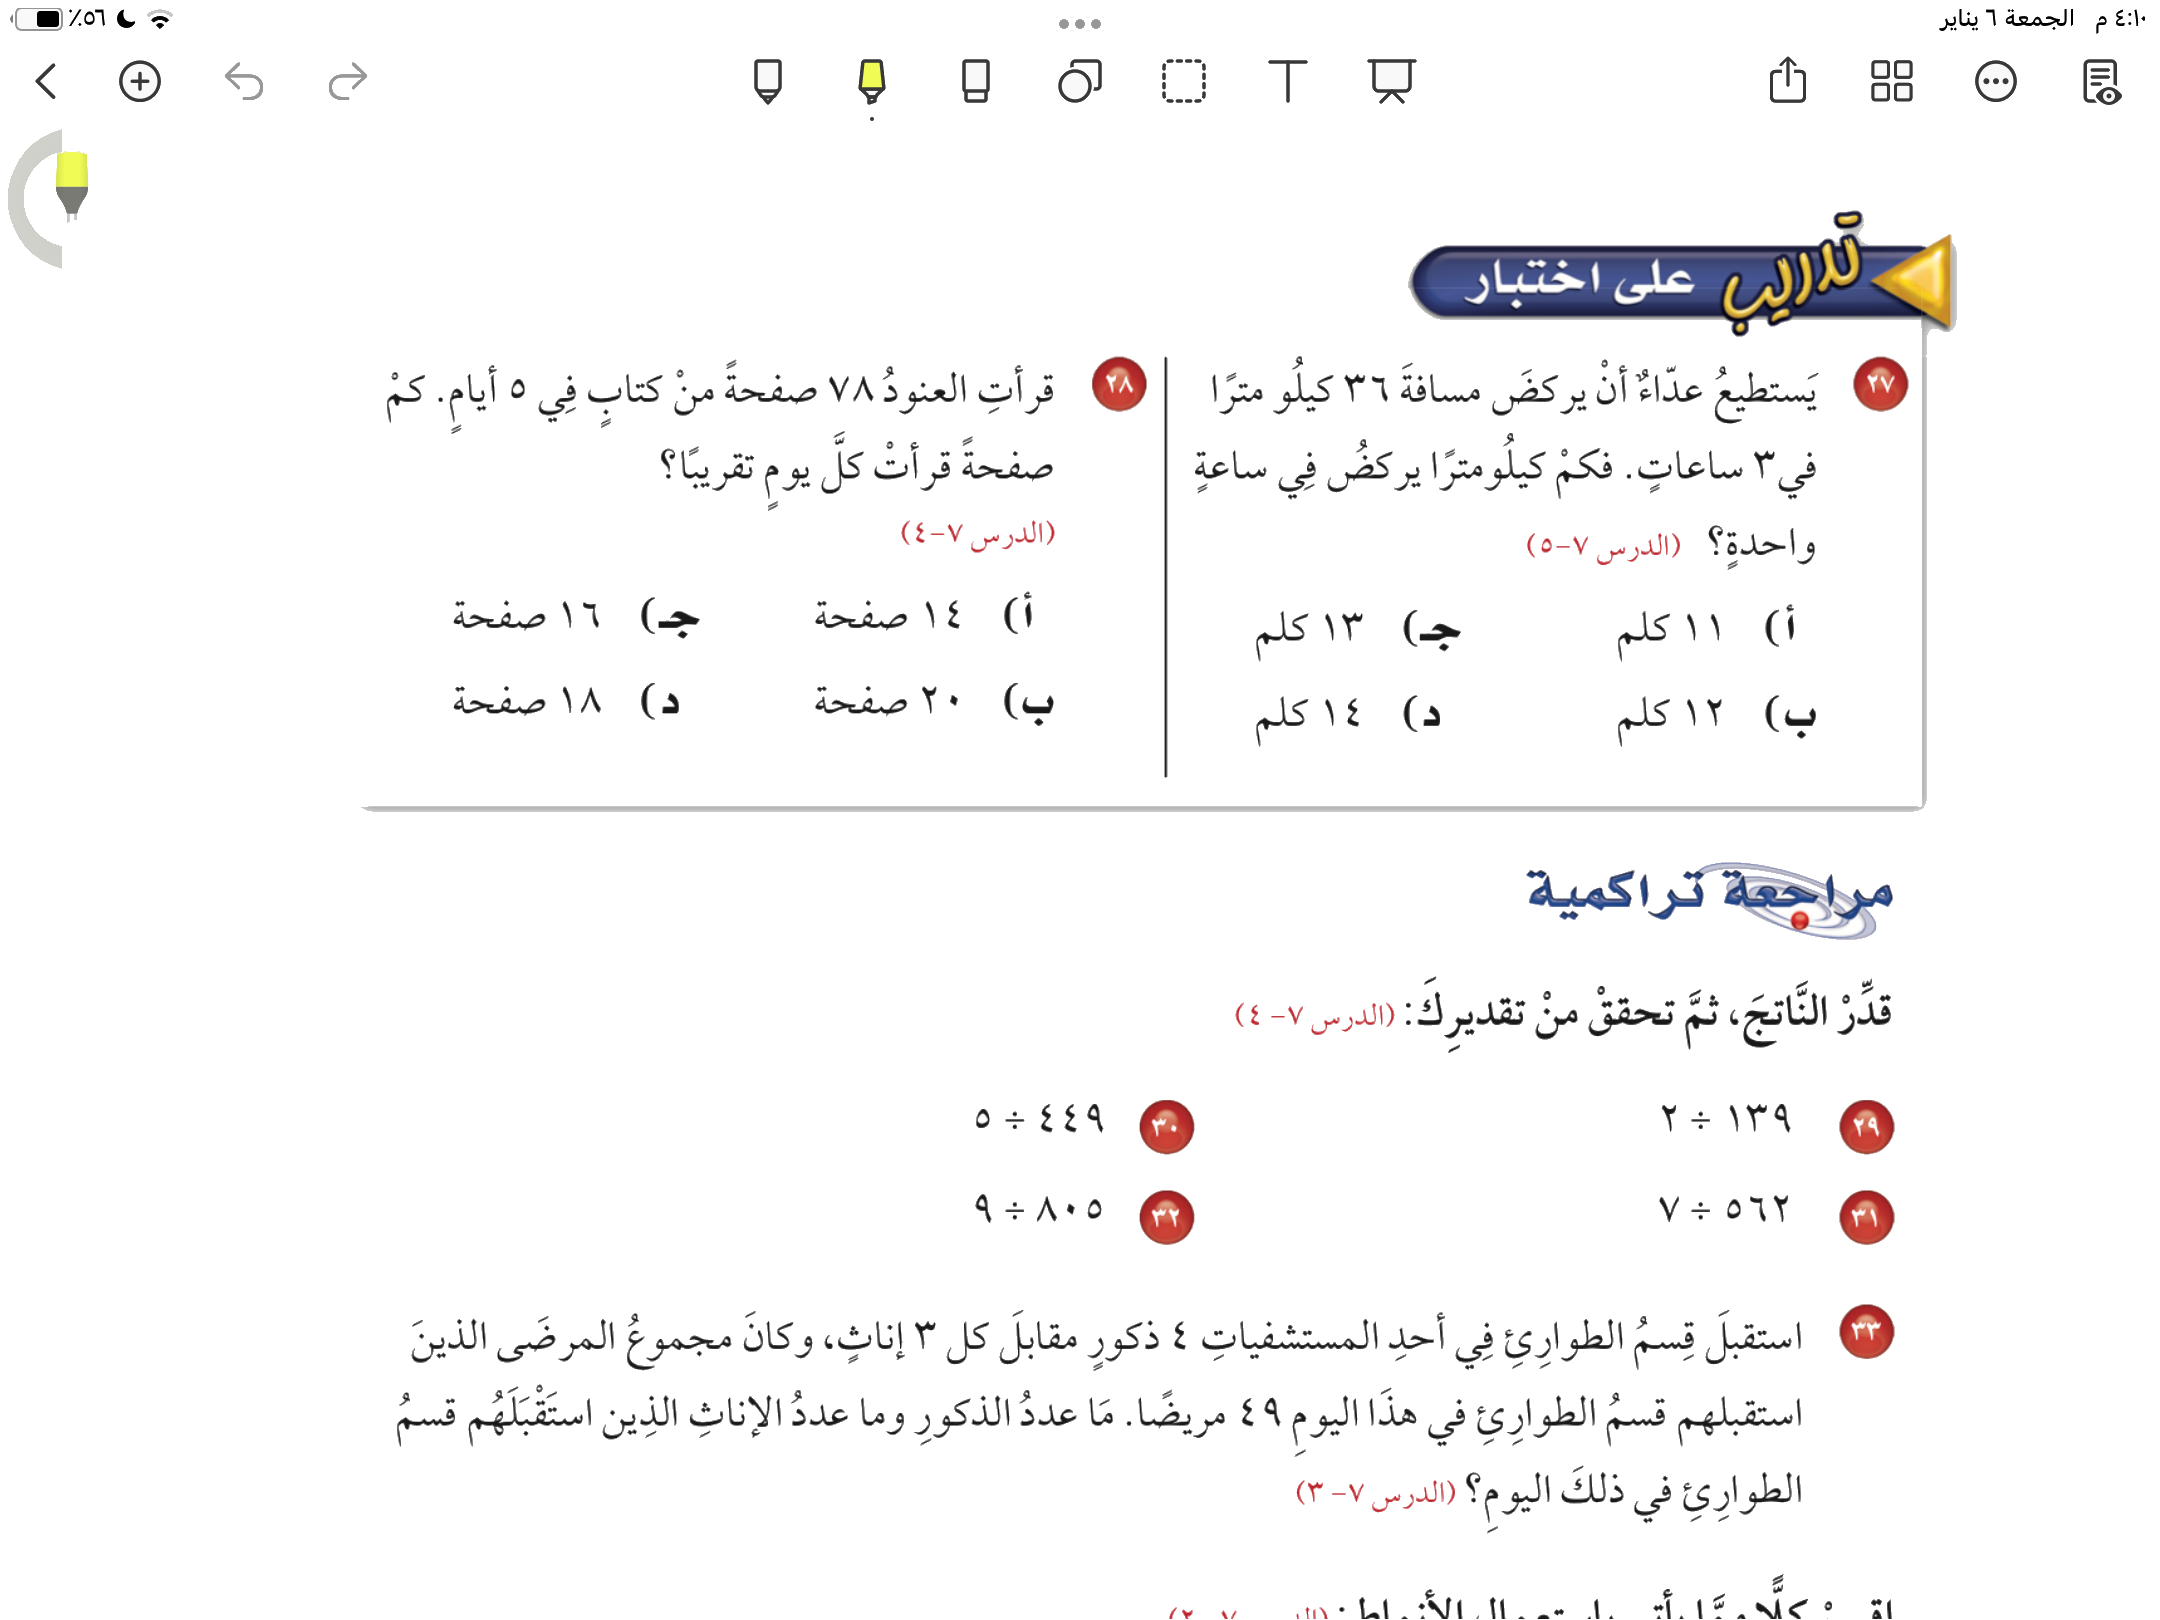 ٤:١٠ م الجمعة ٦ يناير
٪٥٦
تدريب على اختبار
٢٧ يَستطيعُ عدّاءٌ أنْ يركضَ مسافةَ ٣٦ كيلُو مترًا
في ٣ ساعاتٍ. فكمْ كيلُومترًا يركضُ فِي ساعةٍ
واحدةٍ؟ (الدرس ٧-٥)
أ) ١١ كلم جـ) ١٣ كلم
ب) ١٢ كلم د) ١٤ كلم
٢٨ قرأتِ العنودُ ٧٨ صفحةً منْ كتابٍ فِي ٥ أيامٍ. كمْ
صفحةً قرأتْ كلَّ يومٍ تقريبًا؟
(الدرس ٧-٤)
أ) ١٤ صفحة جـ) ١٦ صفحة
ب) ٢٠ صفحة د) ١٨ صفحة
مراجعة تراكمية
قدِّرْ النَّاتجَ، ثمَّ تحققْ منْ تقديرِكَ: (الدرس ٧-٤)
٢٩ ١٣٩ ÷ ٢ ٣٠ ٤٤٩ ÷ ٥
٣١ ٥٦٢ ÷ ٧ ٣٢ ٨٠٥ ÷ ٩
٣٣ استقبلَ قِسمُ الطوارِئِ فِي أحدِ المستشفياتِ ٤ ذكورٍ مقابلَ كل ٣ إناثٍ، وكانَ مجموعُ المرضَى الذينَ
استقبلهم قسمُ الطوارِئِ في هذَا اليومِ ٤٩ مريضًا. مَا عددُ الذكورِ وما عددُ الإناثِ الذِين استَقْبَلَهُم قسمُ
الطوارِئِ في ذلكَ اليومِ؟ (الدرس ٧-٣)